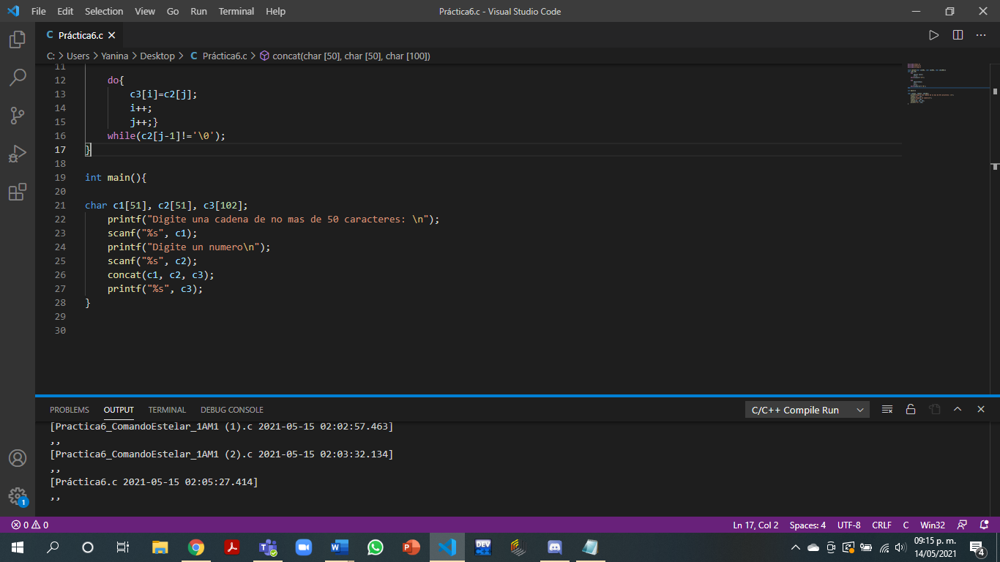 File Edit Selection View Go Run Terminal Help Práctica6.c - Visual Studio Code
C Práctica6.c
C: > Users > Yanina > Desktop > C Práctica6.c > concat(char [50], char [50], char [100])
11
12 do{
13 c3[i]=c2[j];
14 i++;
15 j++;}
16 while(c2[j-1]!='\0');
17 }
18
19 int main(){
20
21 char c1[51], c2[51], c3[102];
22 printf("Digite una cadena de no mas de 50 caracteres: \n");
23 scanf("%s", c1);
24 printf("Digite un numero\n");
25 scanf("%s", c2);
26 concat(c1, c2, c3);
27 printf("%s", c3);
28 }
29
30
PROBLEMS OUTPUT TERMINAL DEBUG CONSOLE C/C++ Compile Run
[Practica6_ComandoEstelar_1AM1 (1).c 2021-05-15 02:02:57.463]
,,
[Practica6_ComandoEstelar_1AM1 (2).c 2021-05-15 02:03:32.134]
,,
[Práctica6.c 2021-05-15 02:05:27.414]
,,
1
0 0 Ln 17, Col 2 Spaces: 4 UTF-8 CRLF C Win32
DEV
09:15 p. m.
14/05/2021
4